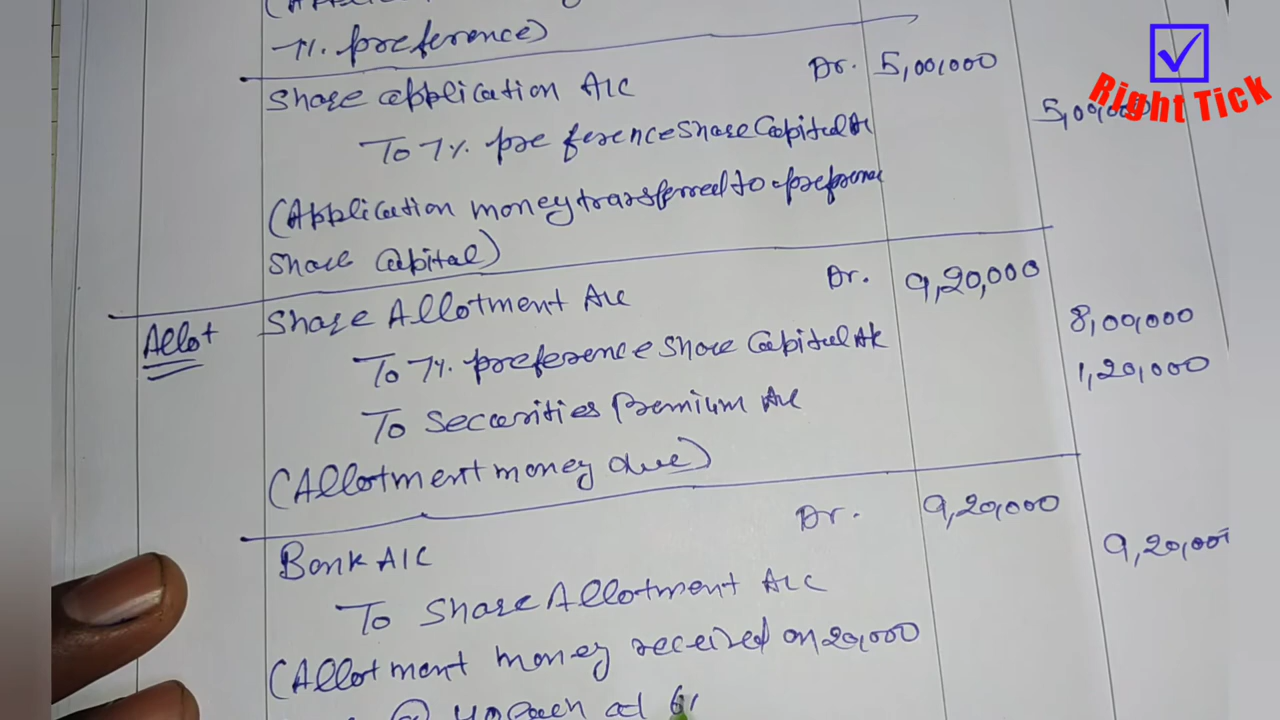 7% preference)
Share application A/c Dr. 5,00,000
To 7% preference Share Capital A/c 5,00,000
(Application money transferred to preference
Share Capital)
Allot Share Allotment A/c Dr. 9,20,000
To 7% preference Share Capital A/c 8,00,000
To Securities Premium A/c 1,20,000
(Allotment money due)
Bank A/c Dr. 9,20,000
To Share Allotment A/c 9,20,000
(Allotment money received on 20,000
Right Tick